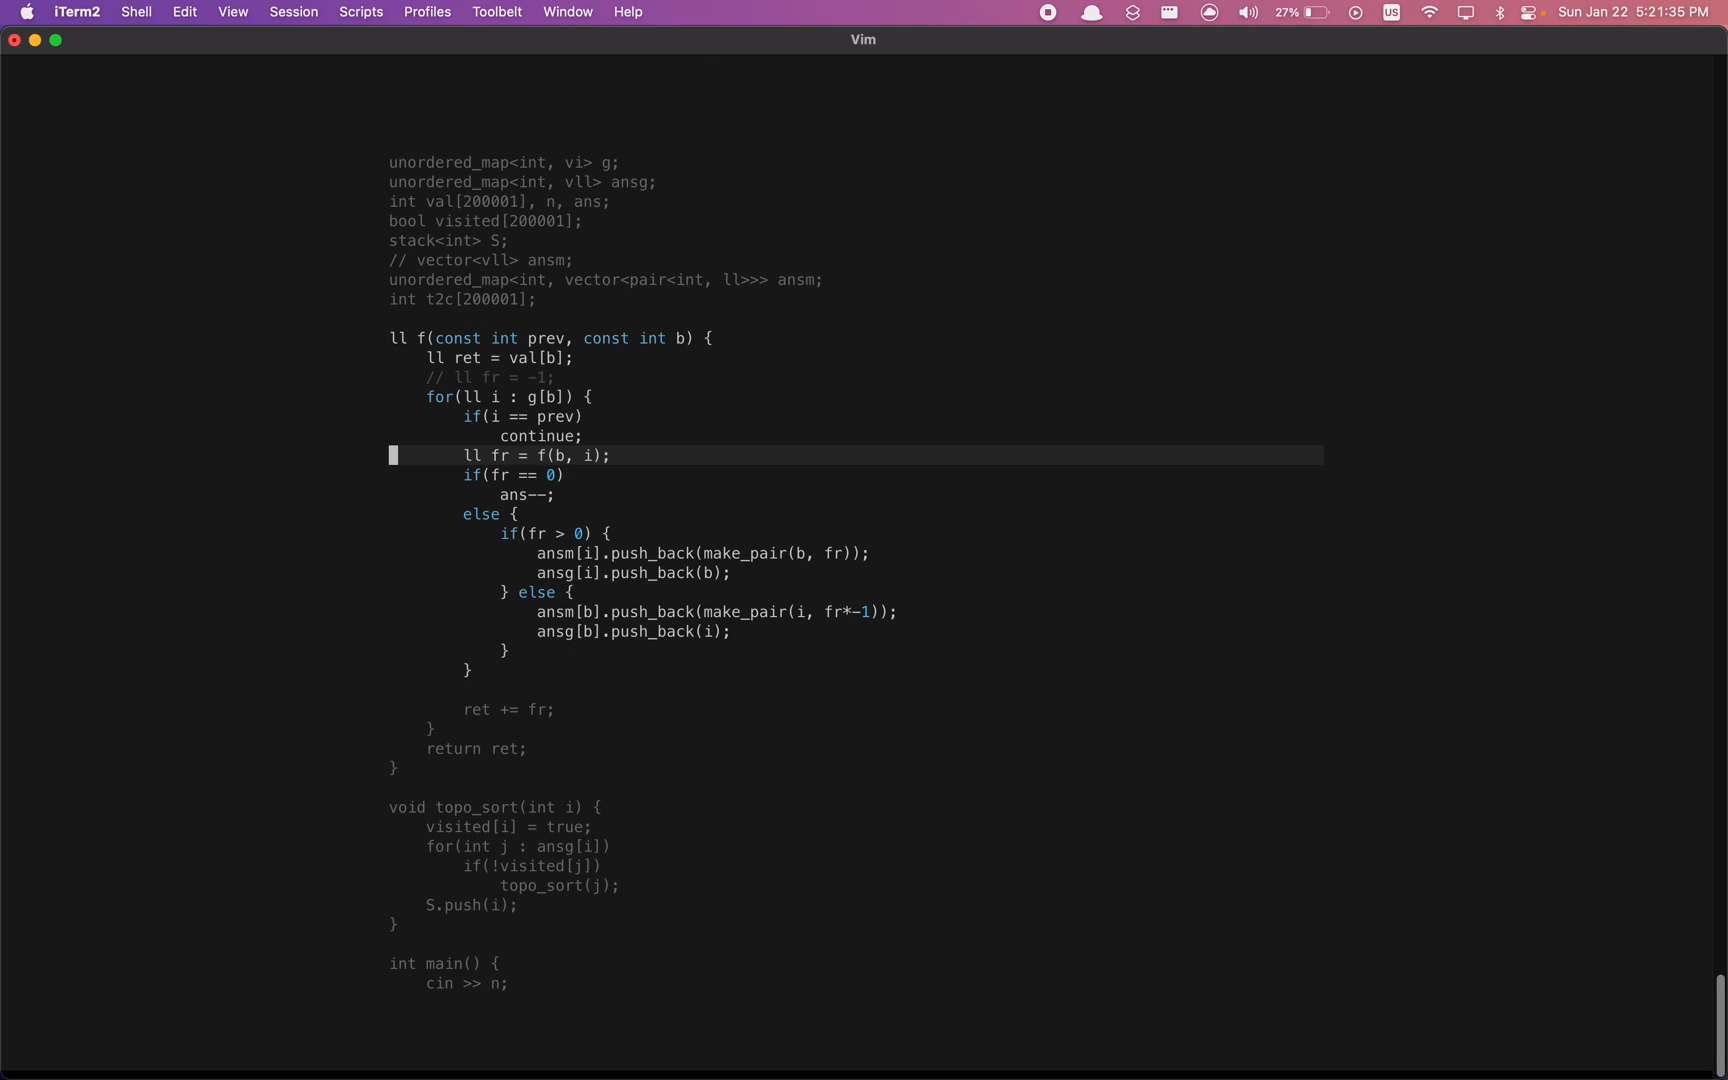 iTerm2 Shell Edit View Session Scripts Profiles Toolbelt Window Help 27% US Sun Jan 22 5:21:35 PM
Vim
unordered_map<int, vi> g;
unordered_map<int, vll> ansg;
int val[200001], n, ans;
bool visited[200001];
stack<int> S;
// vector<vll> ansm;
unordered_map<int, vector<pair<int, ll>>> ansm;
int t2c[200001];
ll f(const int prev, const int b) {
    ll ret = val[b];
    // ll fr = -1;
    for(ll i : g[b]) {
        if(i == prev)
            continue;
        ll fr = f(b, i);
        if(fr == 0)
            ans--;
        else {
            if(fr > 0) {
                ansm[i].push_back(make_pair(b, fr));
                ansg[i].push_back(b);
            } else {
                ansm[b].push_back(make_pair(i, fr*-1));
                ansg[b].push_back(i);
            }
        }
        ret += fr;
    }
    return ret;
}
void topo_sort(int i) {
    visited[i] = true;
    for(int j : ansg[i])
        if(!visited[j])
            topo_sort(j);
    S.push(i);
}
int main() {
    cin >> n;